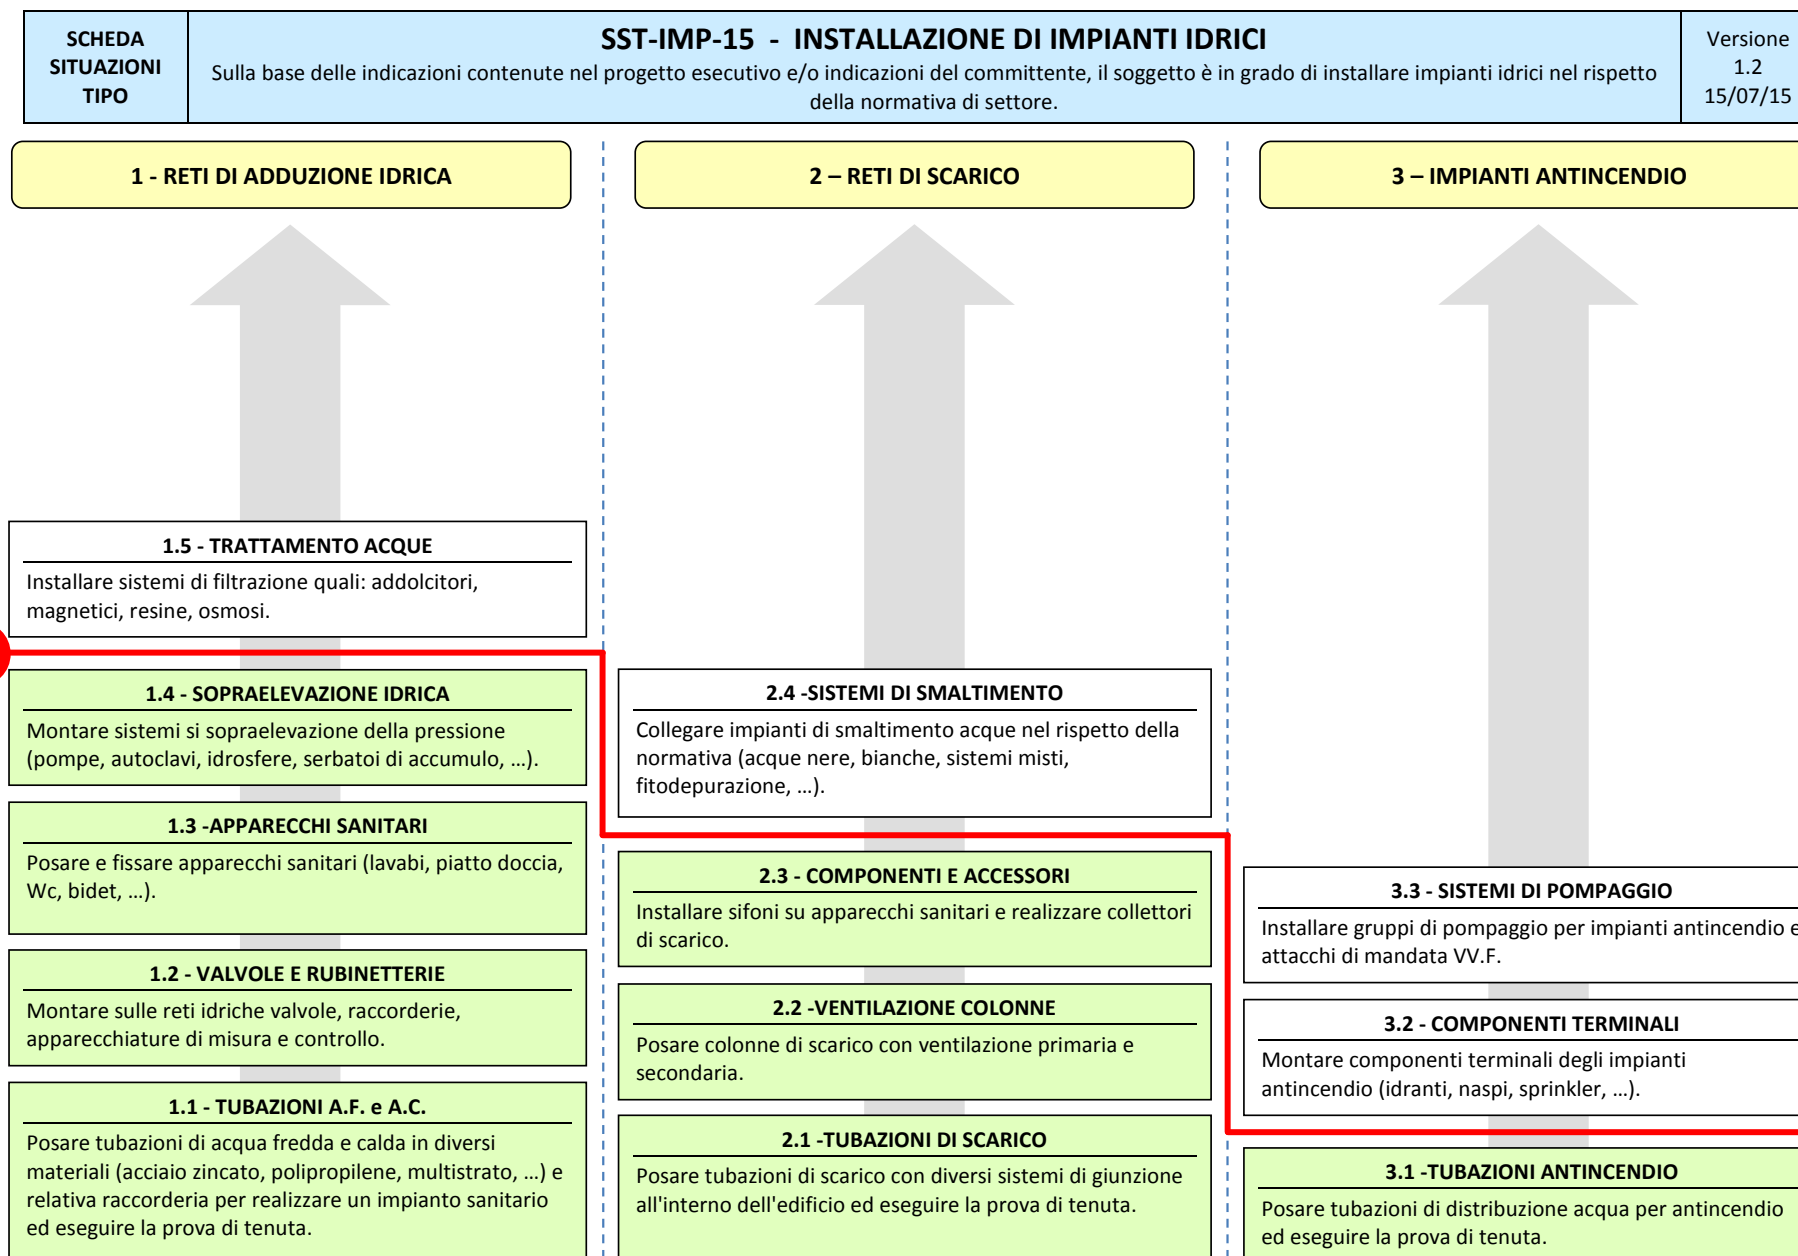 SCHEDA
SITUAZIONI
TIPO
SST-IMP-15 - INSTALLAZIONE DI IMPIANTI IDRICI
Sulla base delle indicazioni contenute nel progetto esecutivo e/o indicazioni del committente, il soggetto è in grado di installare impianti idrici nel rispetto
della normativa di settore.
Versione
1.2
15/07/15
1 - RETI DI ADDUZIONE IDRICA
1.5 - TRATTAMENTO ACQUE
Installare sistemi di filtrazione quali: addolcitori,
magnetici, resine, osmosi.
1.4 - SOPRAELEVAZIONE IDRICA
Montare sistemi si sopraelevazione della pressione
(pompe, autoclavi, idrosfere, serbatoi di accumulo, …).
1.3 -APPARECCHI SANITARI
Posare e fissare apparecchi sanitari (lavabi, piatto doccia,
Wc, bidet, …).
1.2 - VALVOLE E RUBINETTERIE
Montare sulle reti idriche valvole, raccorderie,
apparecchiature di misura e controllo.
1.1 - TUBAZIONI A.F. e A.C.
Posare tubazioni di acqua fredda e calda in diversi
materiali (acciaio zincato, polipropilene, multistrato, …) e
relativa raccorderia per realizzare un impianto sanitario
ed eseguire la prova di tenuta.
2 – RETI DI SCARICO
2.4 -SISTEMI DI SMALTIMENTO
Collegare impianti di smaltimento acque nel rispetto della
normativa (acque nere, bianche, sistemi misti,
fitodepurazione, …).
2.3 - COMPONENTI E ACCESSORI
Installare sifoni su apparecchi sanitari e realizzare collettori
di scarico.
2.2 -VENTILAZIONE COLONNE
Posare colonne di scarico con ventilazione primaria e
secondaria.
2.1 -TUBAZIONI DI SCARICO
Posare tubazioni di scarico con diversi sistemi di giunzione
all'interno dell'edificio ed eseguire la prova di tenuta.
3 – IMPIANTI ANTINCENDIO
3.3 - SISTEMI DI POMPAGGIO
Installare gruppi di pompaggio per impianti antincendio e
attacchi di mandata VV.F.
3.2 - COMPONENTI TERMINALI
Montare componenti terminali degli impianti
antincendio (idranti, naspi, sprinkler, …).
3.1 -TUBAZIONI ANTINCENDIO
Posare tubazioni di distribuzione acqua per antincendio
ed eseguire la prova di tenuta.